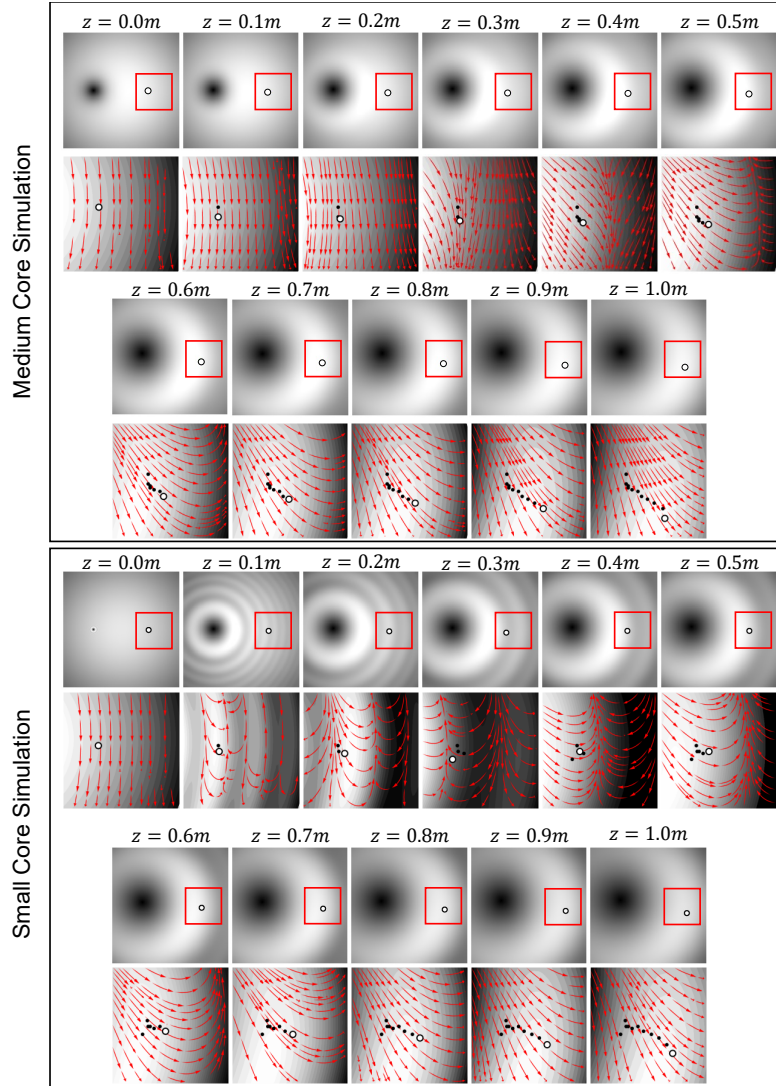 Medium Core Simulation
z = 0.0m z = 0.1m z = 0.2m z = 0.3m z = 0.4m z = 0.5m
z = 0.6m z = 0.7m z = 0.8m z = 0.9m z = 1.0m
Small Core Simulation
z = 0.0m z = 0.1m z = 0.2m z = 0.3m z = 0.4m z = 0.5m
z = 0.6m z = 0.7m z = 0.8m z = 0.9m z = 1.0m